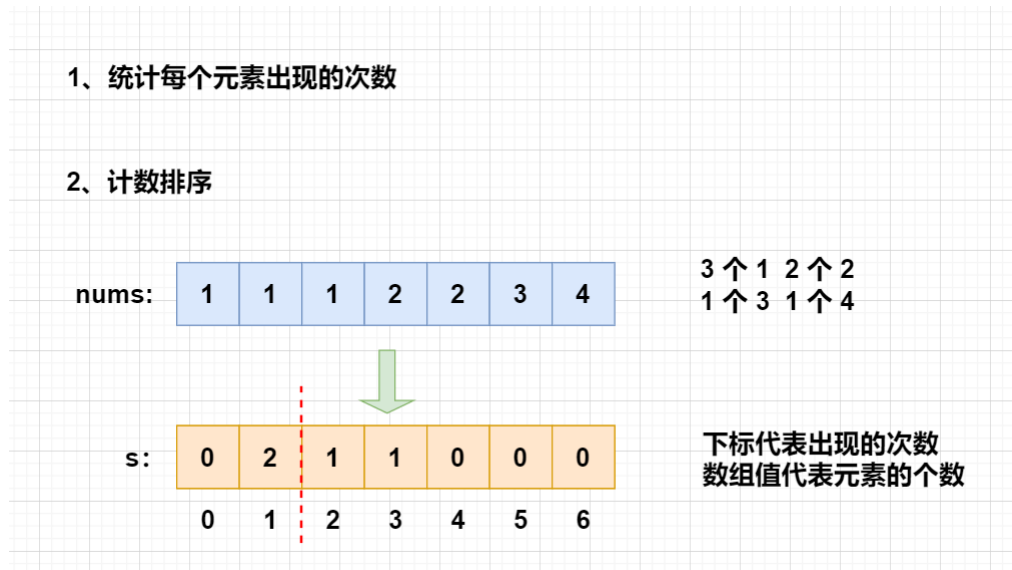 1、统计每个元素出现的次数
2、计数排序
3 个 1 2 个 2
nums: 1 1 1 2 2 3 4
1 个 3 1 个 4
下标代表出现的次数
s: 0 2 1 1 0 0 0
数组值代表元素的个数
0 1 2 3 4 5 6